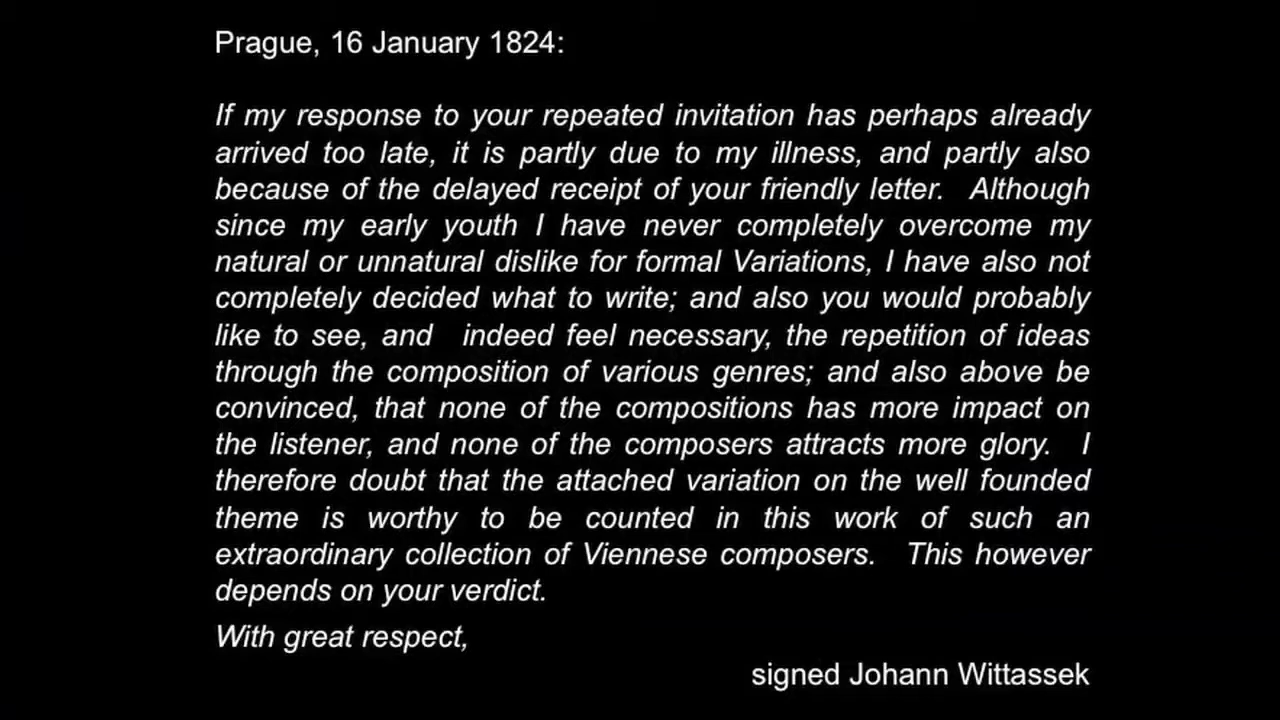 Prague, 16 January 1824:
If my response to your repeated invitation has perhaps already
arrived too late, it is partly due to my illness, and partly also
because of the delayed receipt of your friendly letter.  Although
since my early youth I have never completely overcome my
natural or unnatural dislike for formal Variations, I have also not
completely decided what to write; and also you would probably
like to see, and  indeed feel necessary, the repetition of ideas
through the composition of various genres; and also above be
convinced, that none of the compositions has more impact on
the listener, and none of the composers attracts more glory.  I
therefore doubt that the attached variation on the well founded
theme is worthy to be counted in this work of such an
extraordinary collection of Viennese composers.  This however
depends on your verdict.
With great respect,
signed Johann Wittassek